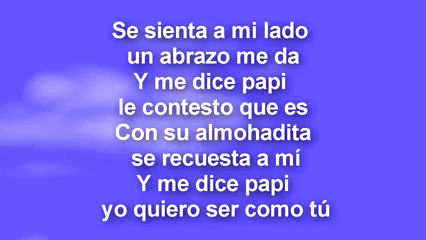 Se sienta a mi lado
un abrazo me da
Y me dice papi
le contesto que es
Con su almohadita
se recuesta a mí
Y me dice papi
yo quiero ser como tú